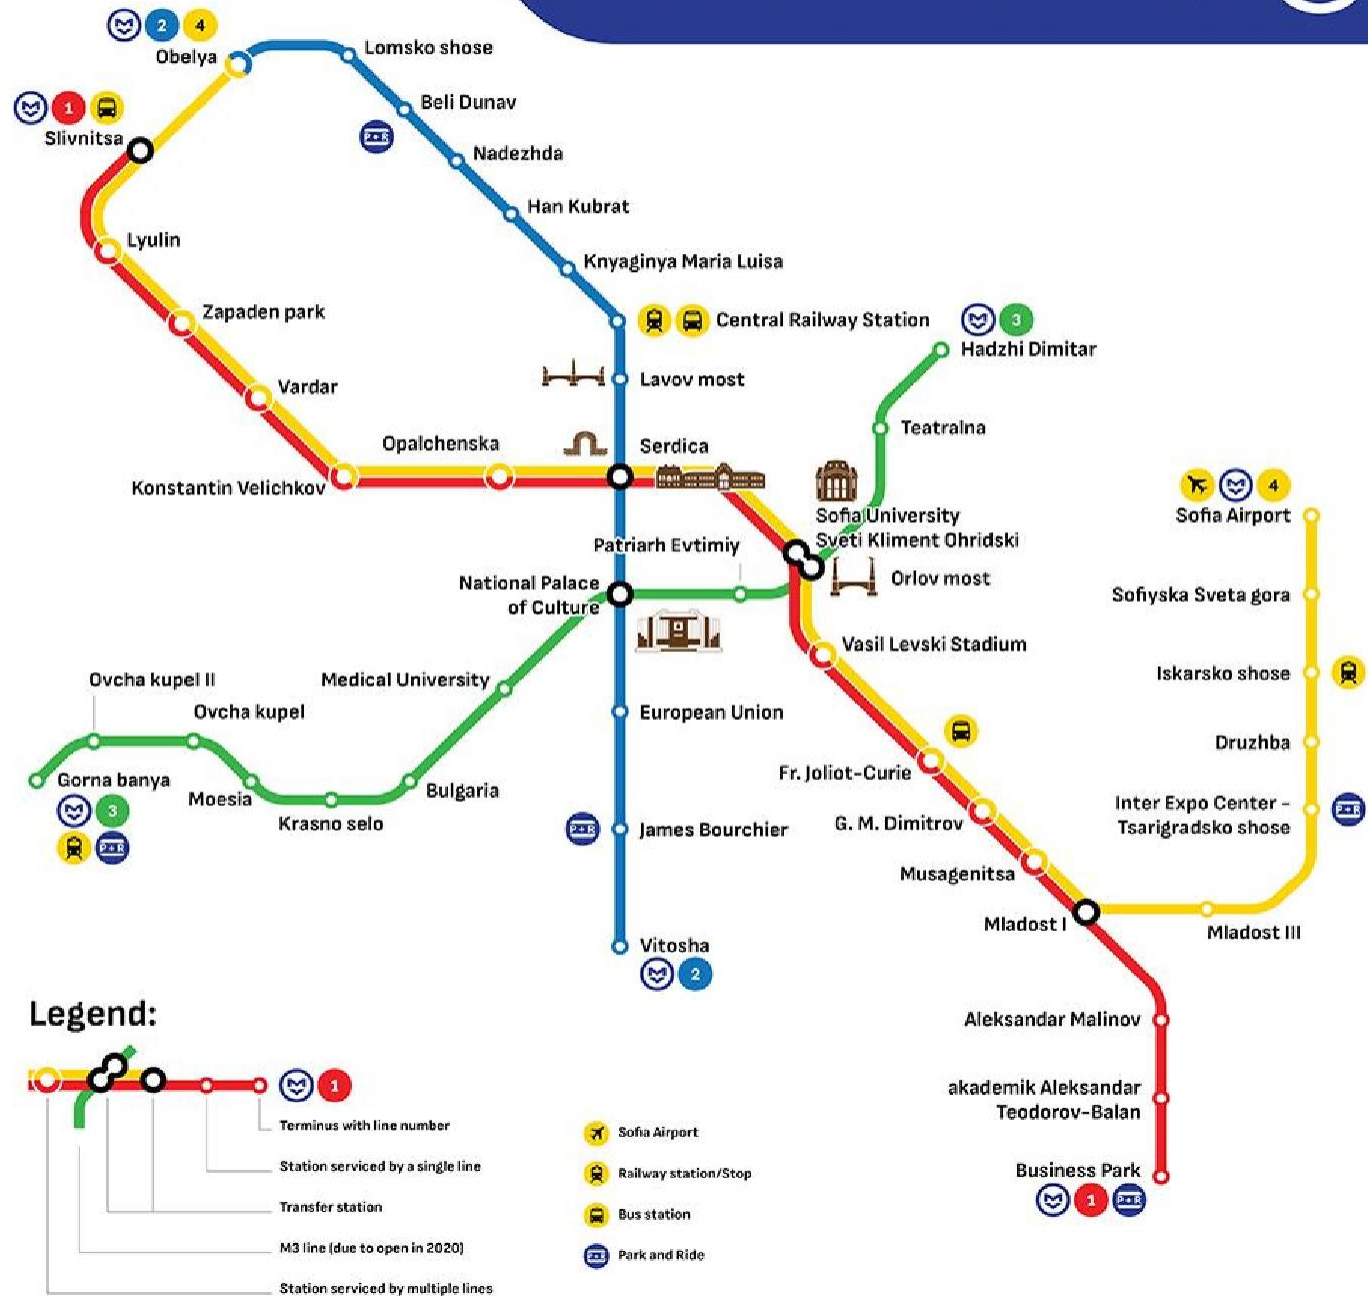 2 4
Obelya
Lomsko shose
1
Slivnitsa
Beli Dunav
P+R
Nadezhda
Han Kubrat
Lyulin
Knyaginya Maria Luisa
Zapaden park
Central Railway Station
3
Hadzhi Dimitar
Vardar
Lavov most
Teatralna
Opalchenska
Serdica
Konstantin Velichkov
4
Sofia Airport
Sofia University
Sveti Kliment Ohridski
Patriarh Evtimiy
Orlov most
National Palace
of Culture
Sofiyska Sveta gora
Vasil Levski Stadium
Iskarsko shose
Ovcha kupel II
Medical University
Ovcha kupel
European Union
Druzhba
Gorna banya
3
P+R
Moesia
Bulgaria
Krasno selo
Fr. Joliot-Curie
G. M. Dimitrov
Inter Expo Center -
Tsarigradsko shose
P+R
P+R
James Bourchier
Musagenitsa
Mladost I
Mladost III
Vitosha
2
Aleksandar Malinov
akademik Aleksandar
Teodorov-Balan
Business Park
1 P+R
Legend:
1
Terminus with line number
Station serviced by a single line
Transfer station
M3 line (due to open in 2020)
Station serviced by multiple lines
Sofia Airport
Railway station/Stop
Bus station
P+R Park and Ride